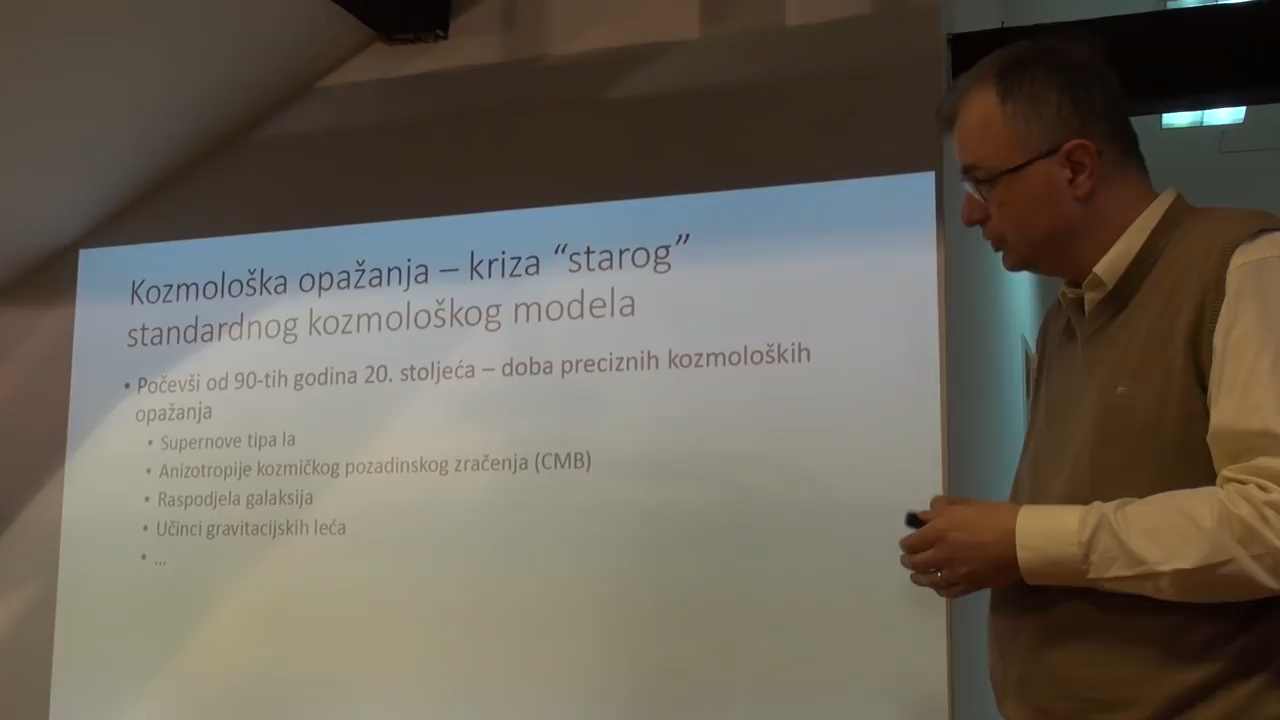 Kozmološka opažanja – kriza “starog”
standardnog kozmološkog modela
• Počevši od 90-tih godina 20. stoljeća – doba preciznih kozmoloških
opažanja
• Supernove tipa Ia
• Anizotropije kozmičkog pozadinskog zračenja (CMB)
• Raspodjela galaksija
• Učinci gravitacijskih leća
• ...